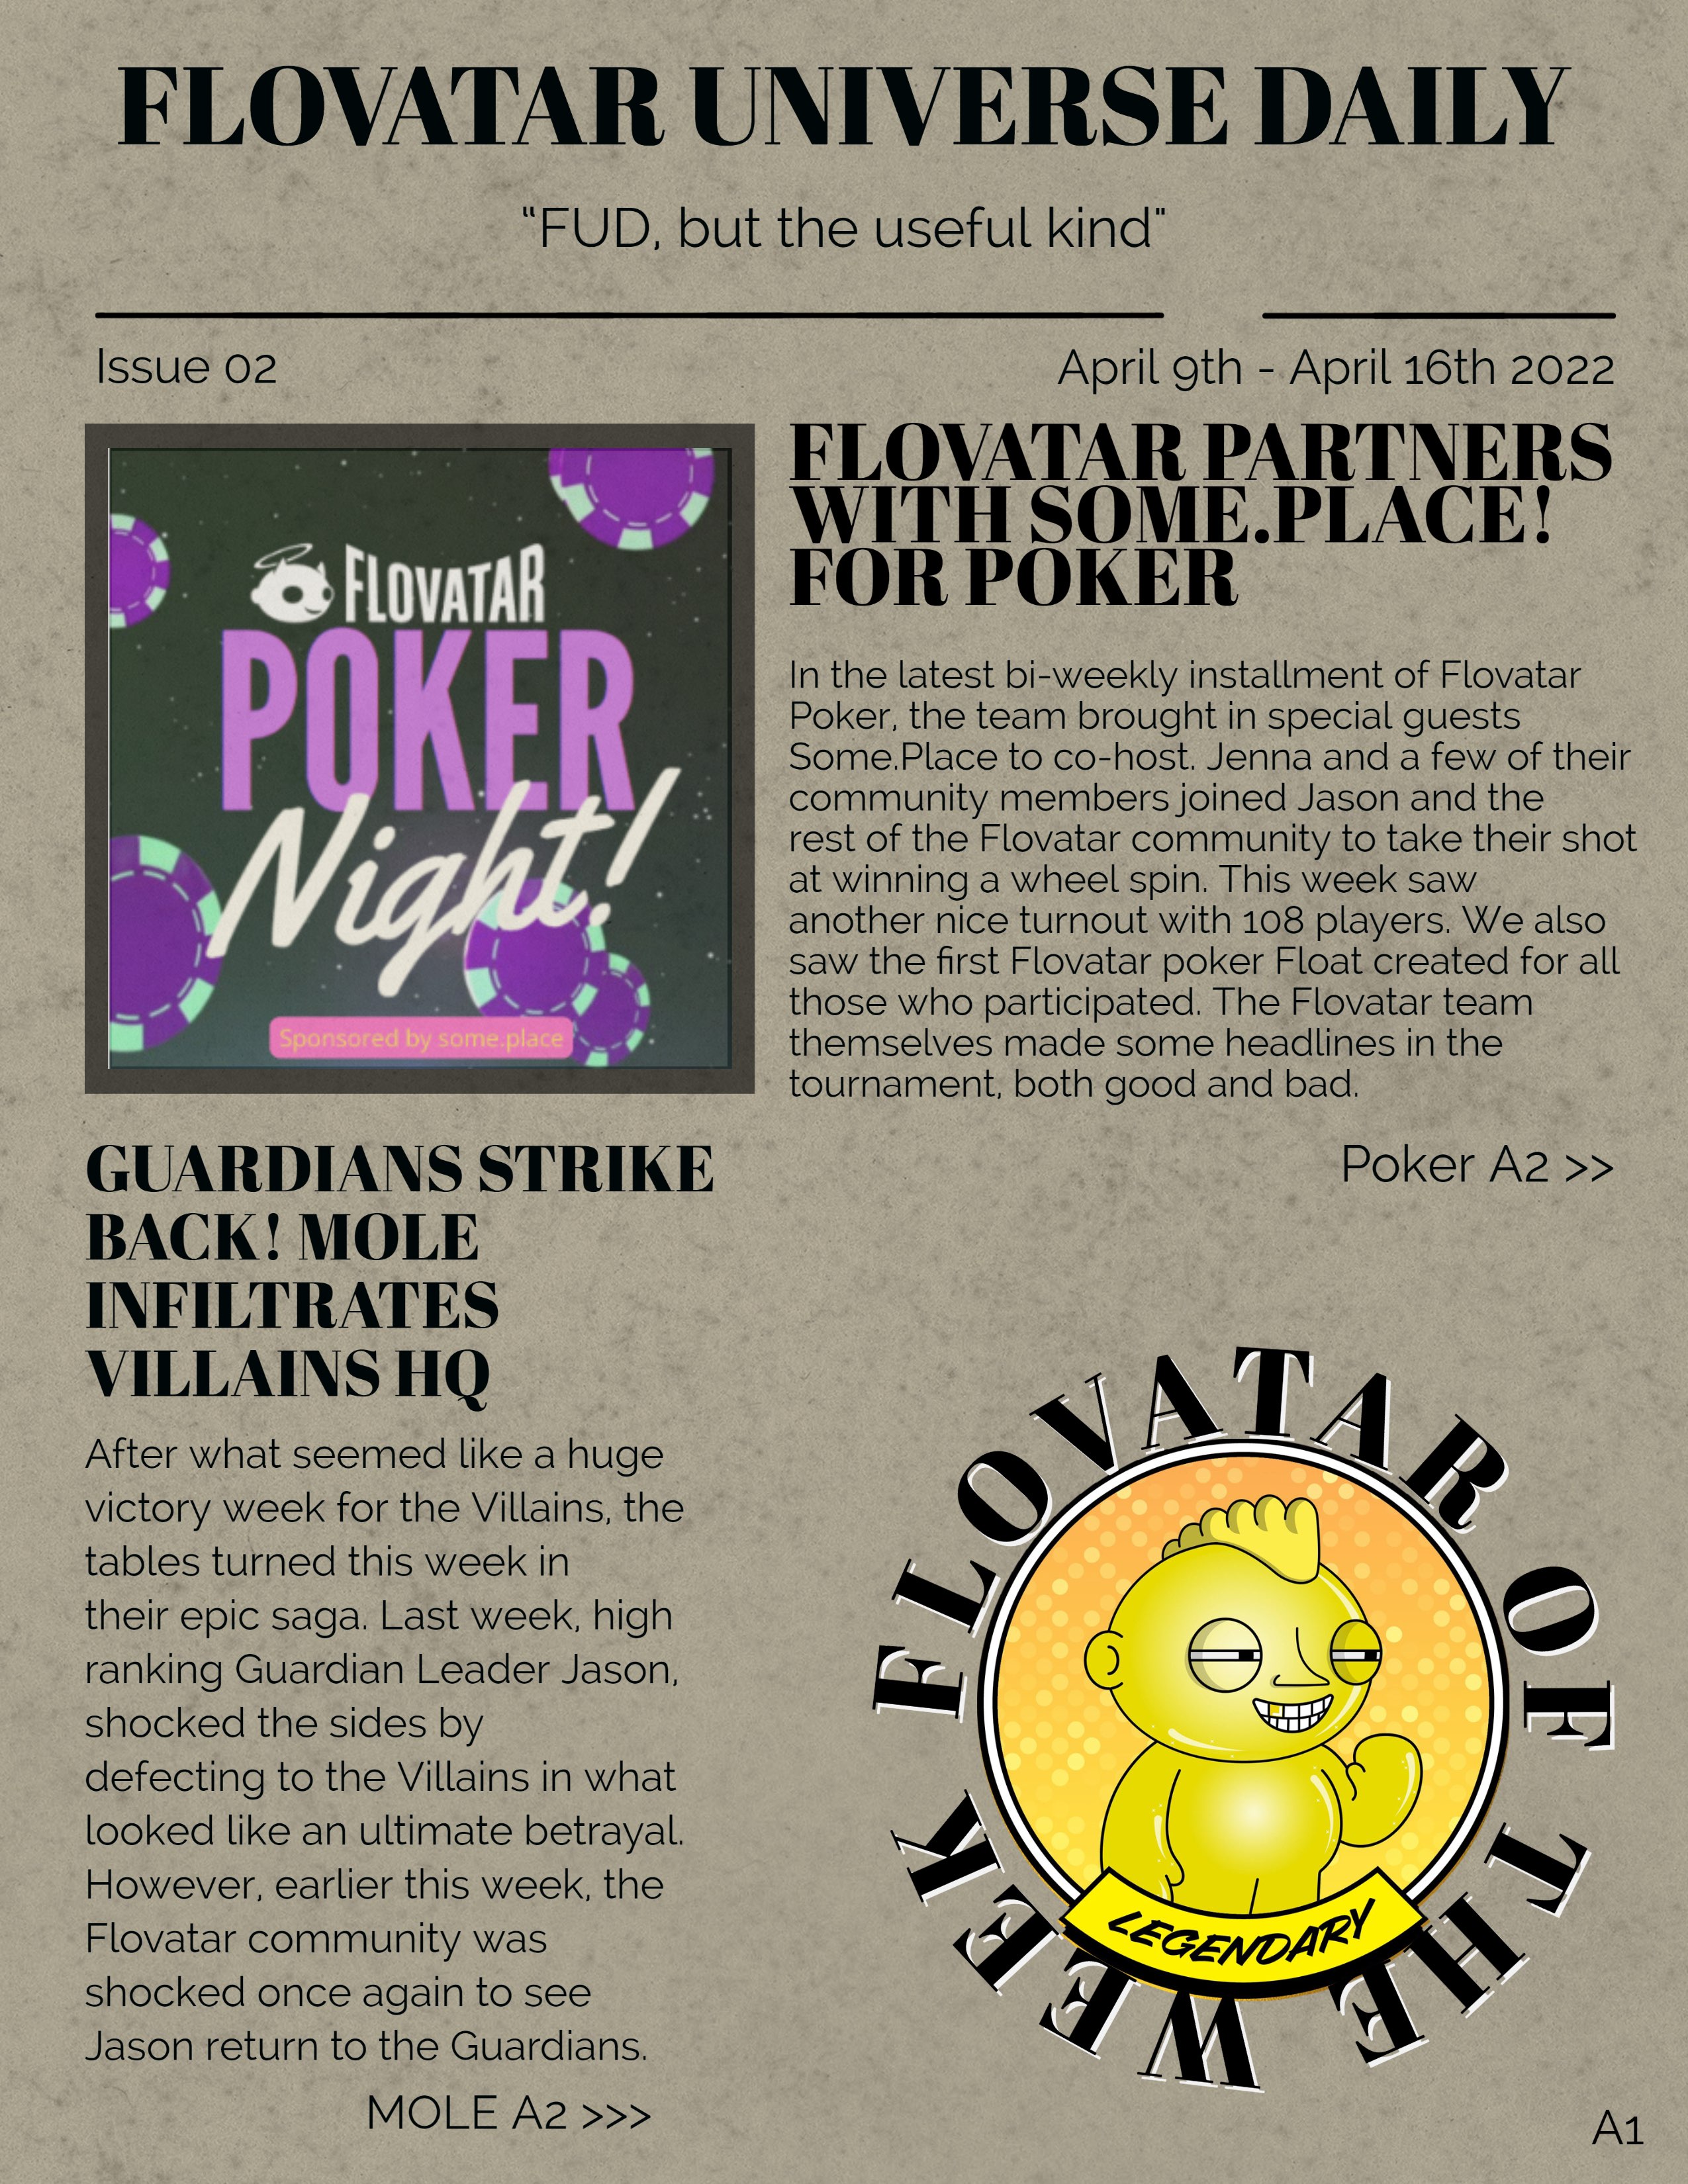 FLOVATAR UNIVERSE DAILY
“FUD, but the useful kind"
Issue 02
April 9th - April 16th 2022
FLOVATAR
POKER
Night!
Sponsored by some.place
FLOVATAR PARTNERS
WITH SOME.PLACE!
FOR POKER
In the latest bi-weekly installment of Flovatar
Poker, the team brought in special guests
Some.Place to co-host. Jenna and a few of their
community members joined Jason and the
rest of the Flovatar community to take their shot
at winning a wheel spin. This week saw
another nice turnout with 108 players. We also
saw the first Flovatar poker Float created for all
those who participated. The Flovatar team
themselves made some headlines in the
tournament, both good and bad.
Poker A2 >>
GUARDIANS STRIKE
BACK! MOLE
INFILTRATES
VILLAINS HQ
After what seemed like a huge
victory week for the Villains, the
tables turned this week in
their epic saga. Last week, high
ranking Guardian Leader Jason,
shocked the sides by
defecting to the Villains in what
looked like an ultimate betrayal.
However, earlier this week, the
Flovatar community was
shocked once again to see
Jason return to the Guardians.
MOLE A2 >>>
FLOVATAR OF THE WEEK
LEGENDARY
A1